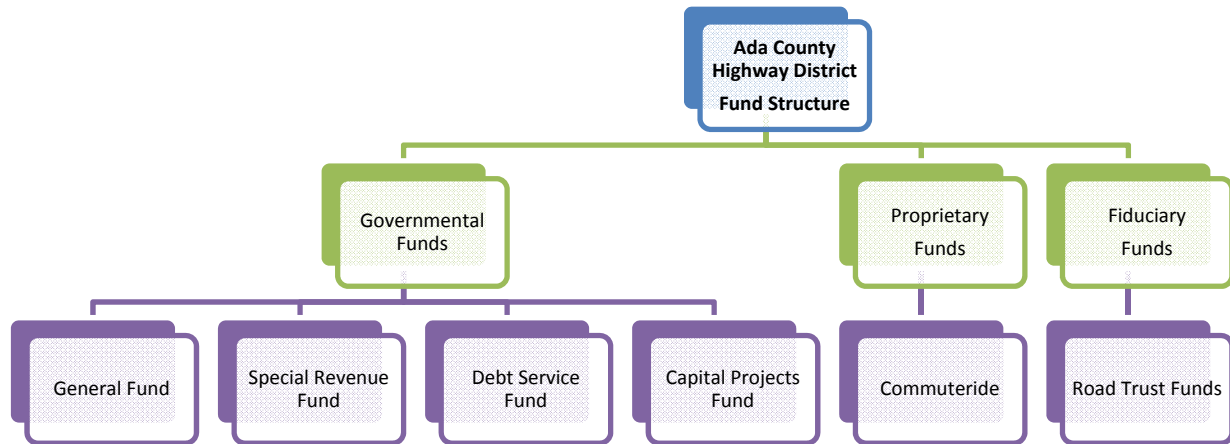 Ada County
Highway District
Fund Structure
Governmental
Funds
Proprietary
Funds
Fiduciary
Funds
General Fund
Special Revenue
Fund
Debt Service
Fund
Capital Projects
Fund
Commuteride
Road Trust Funds